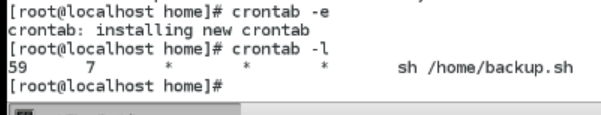 [root@localhost home]# crontab -e
crontab: installing new crontab
[root@localhost home]# crontab -l
59 7 * * * sh /home/backup.sh
[root@localhost home]#